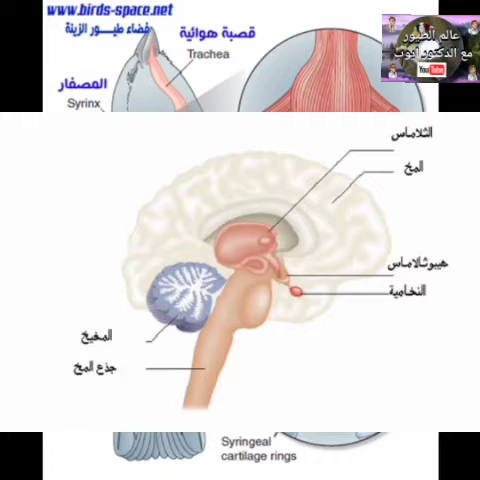 www.birds-space.net
فضاء طيور الزينة
قصبة هوائية
Trachea
المصفار
Syrinx
عالم الطيور
مع الدكتور أيوب
YouTube
الثلاماس
المخ
هيبوثالاماس
النخامية
المخيخ
جذع المخ
Syringeal
cartilage rings